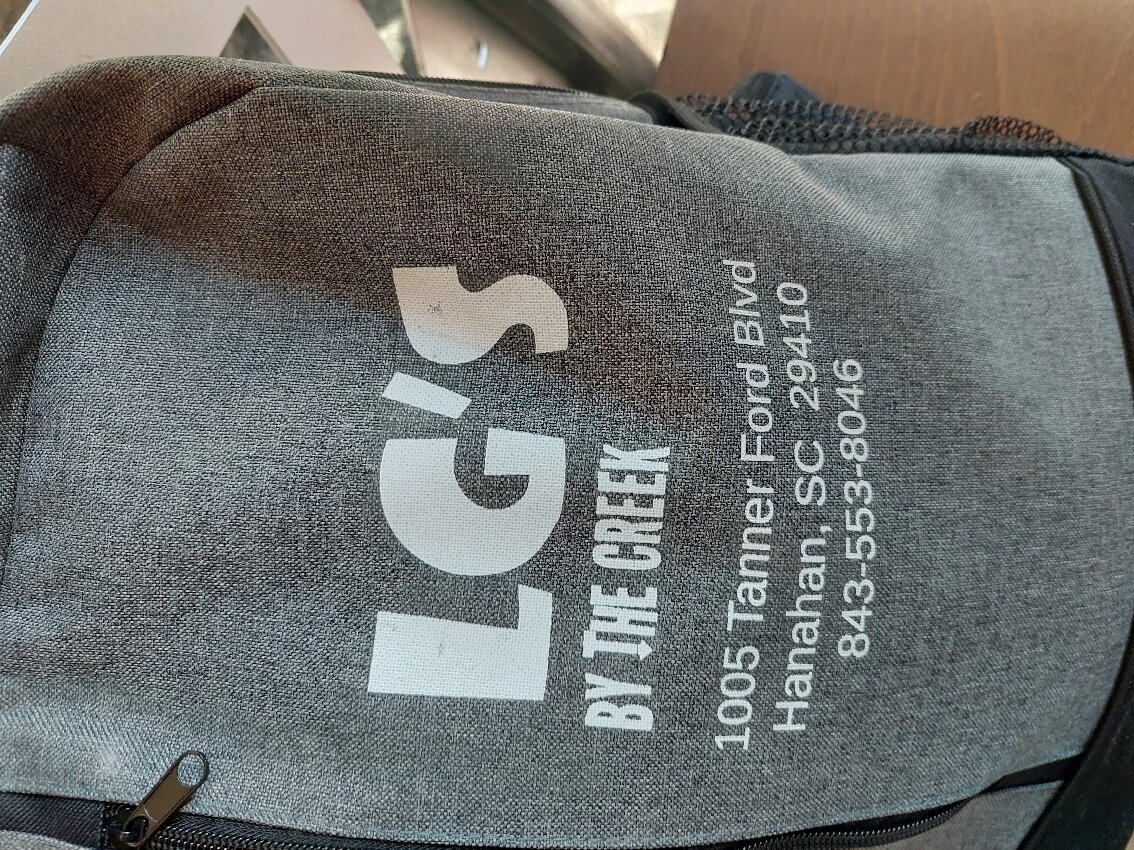 LG's
BY THE CREEK
1005 Tanner Ford Blvd
Hanahan, SC 29410
843-553-8046